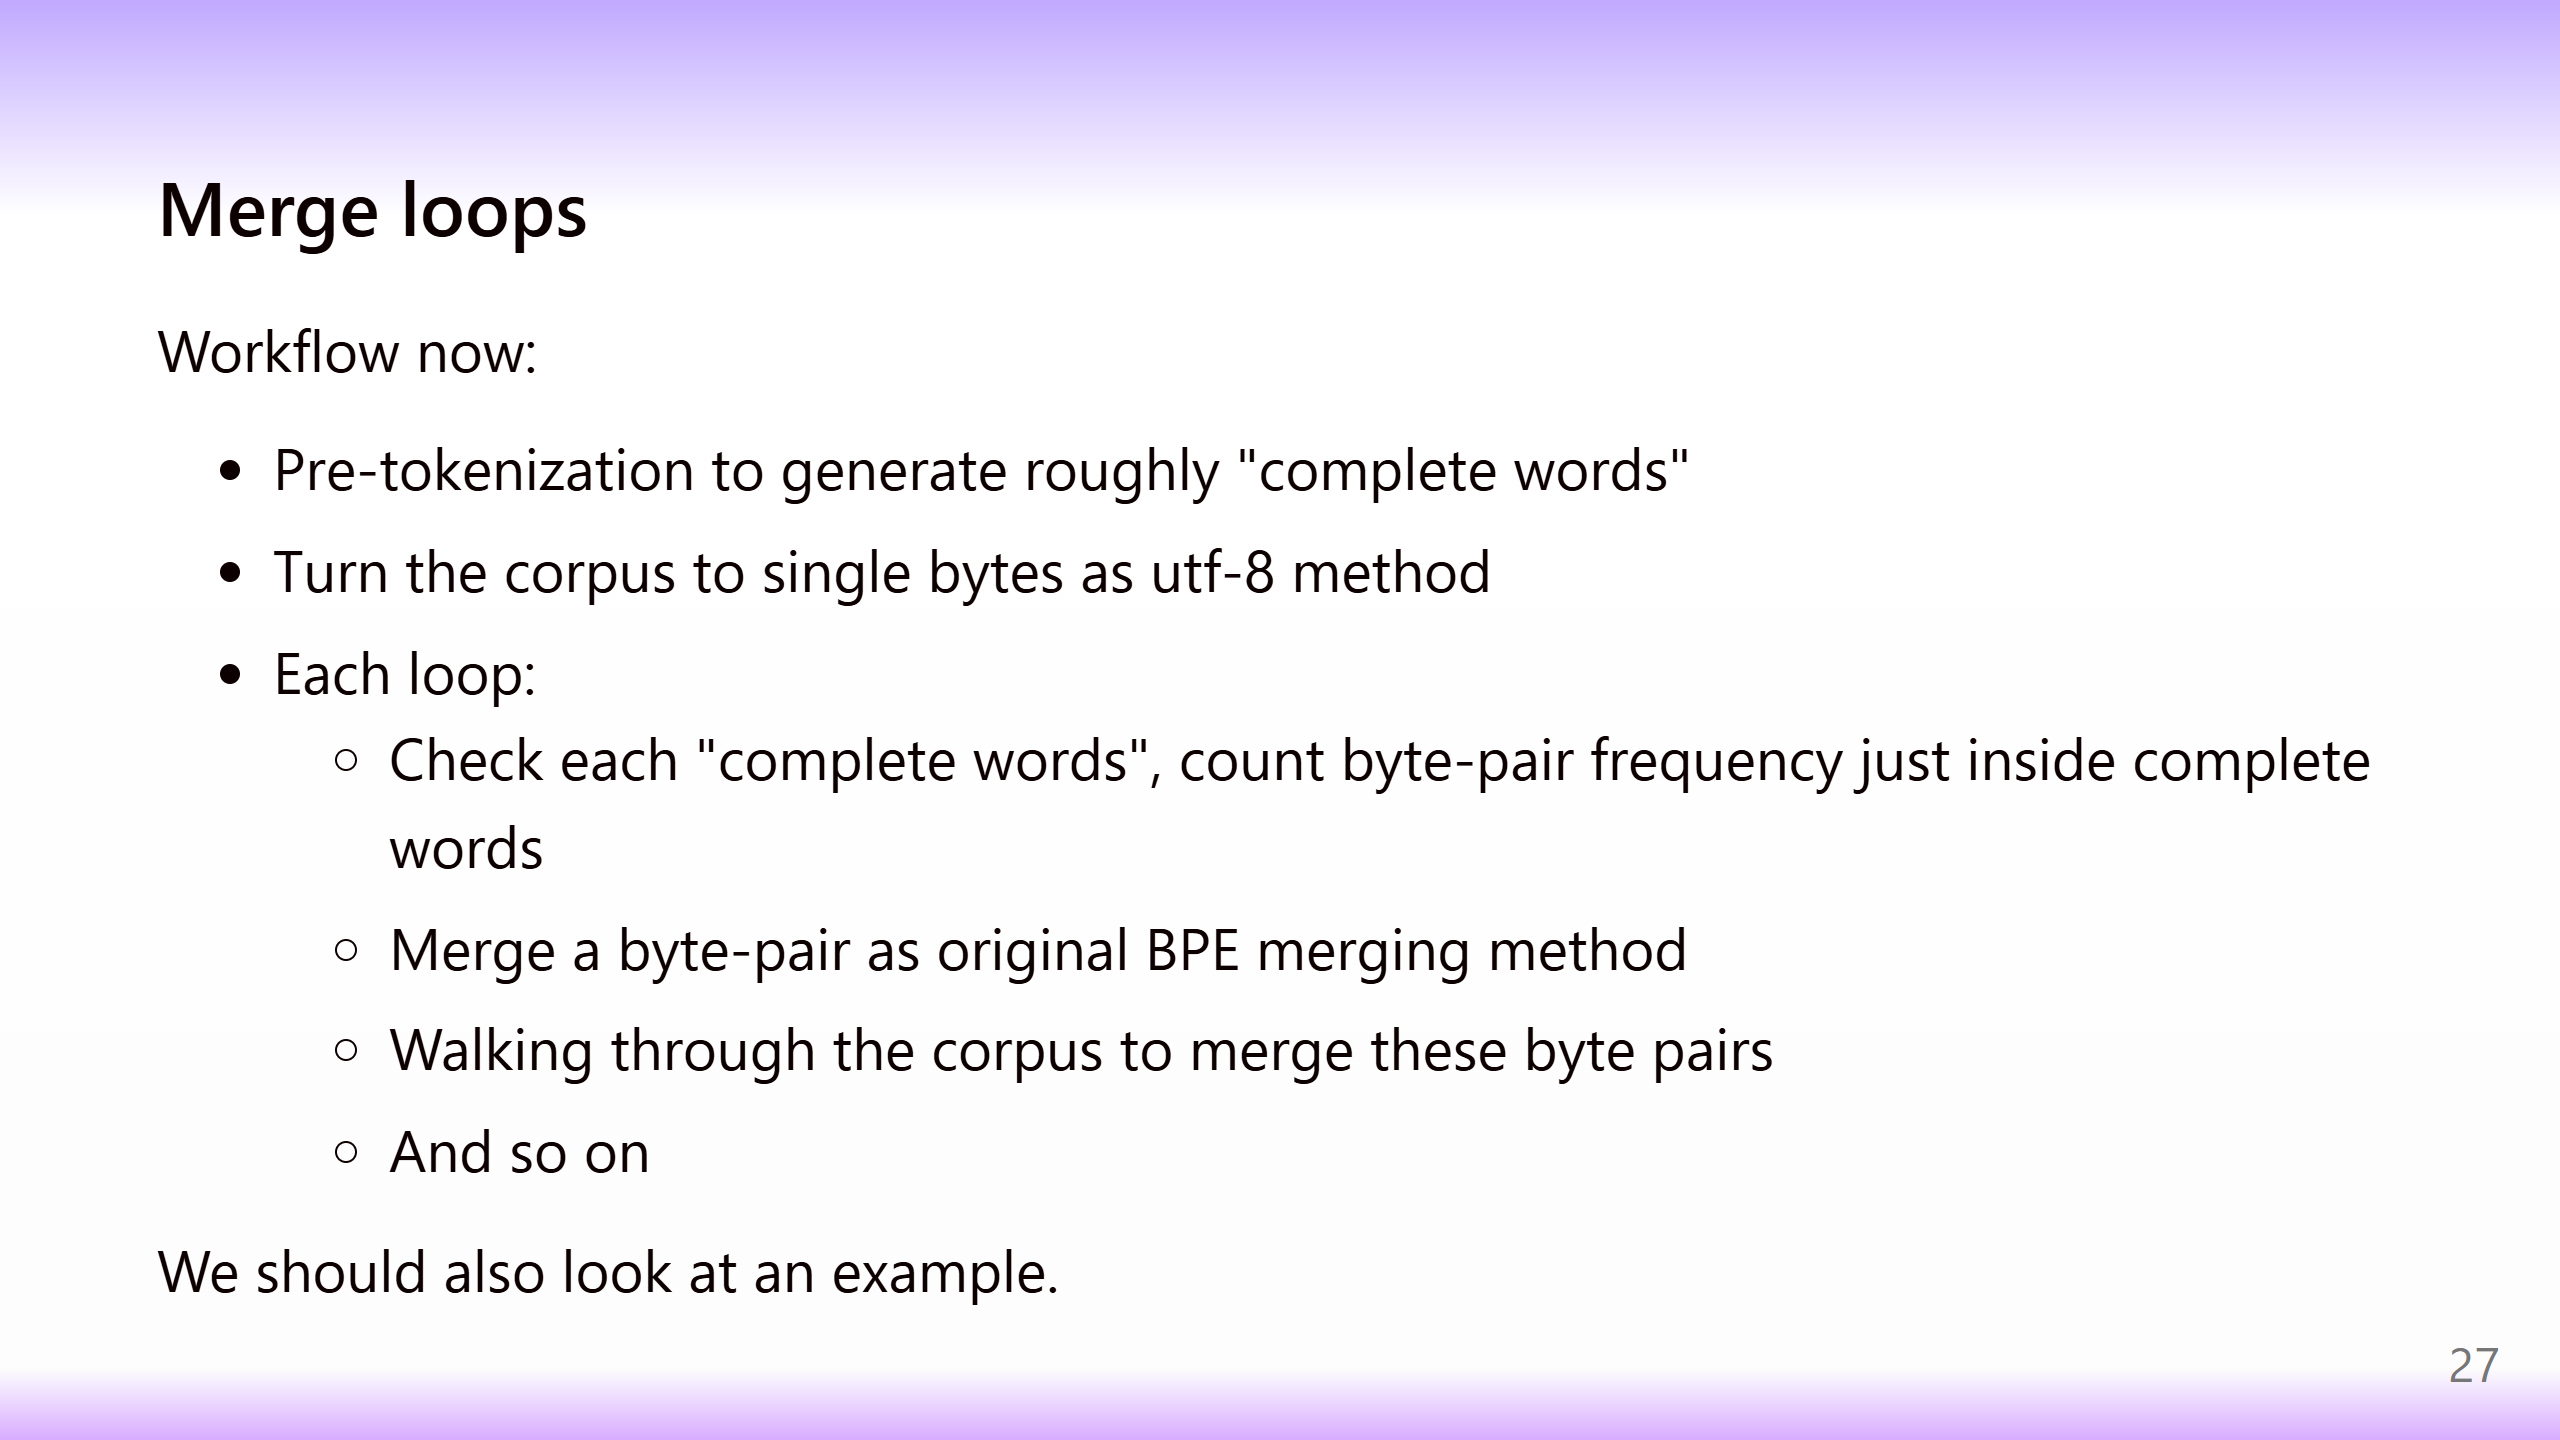 Merge loops
Workflow now:
• Pre-tokenization to generate roughly "complete words"
• Turn the corpus to single bytes as utf-8 method
• Each loop:
○ Check each "complete words", count byte-pair frequency just inside complete
words
○ Merge a byte-pair as original BPE merging method
○ Walking through the corpus to merge these byte pairs
○ And so on
We should also look at an example.
27